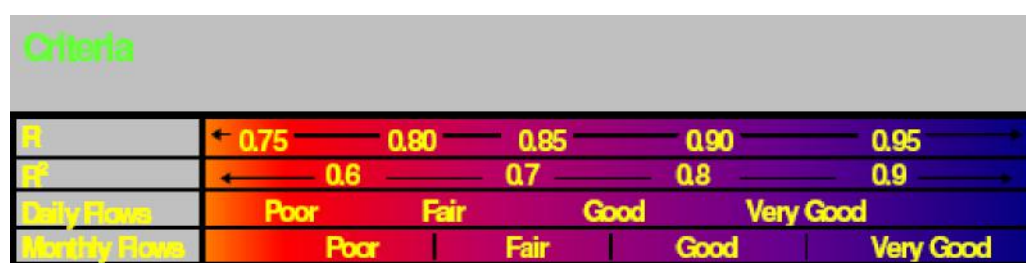 Criteria
R 0.75 0.80 0.85 0.90 0.95
R² 0.6 0.7 0.8 0.9
Daily Flows Poor Fair Good Very Good
Monthly Flows Poor Fair Good Very Good